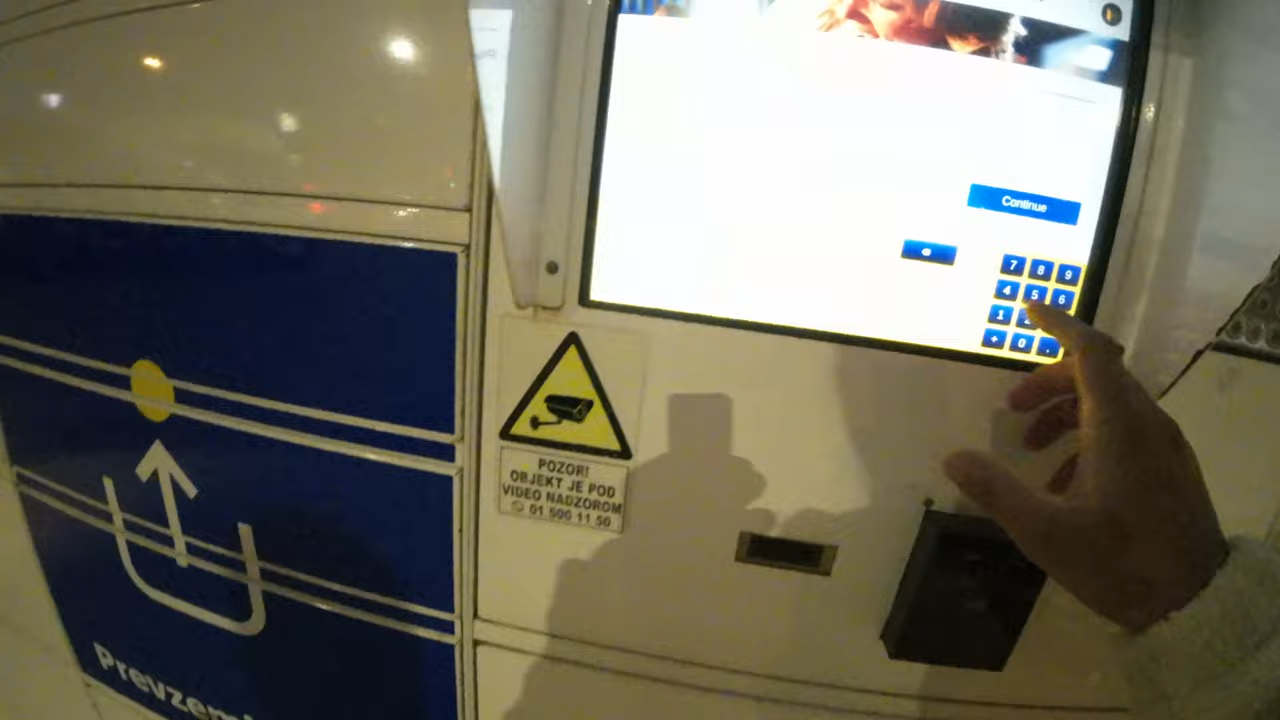 Continue
7 8 9
4 5 6
1
+ 0 .
POZOR!
OBJEKT JE POD
VIDEO NADZOROM
01 500 11 50